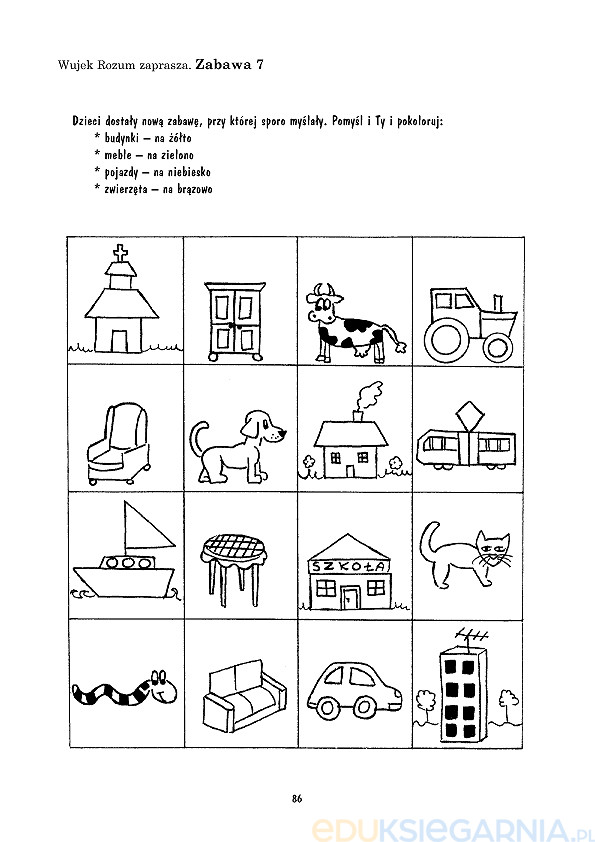 Wujek Rozum zaprasza. Zabawa 7
Dzieci dostały nową zabawę, przy której sporo myślały. Pomyśl i Ty i pokoloruj:
* budynki – na żółto
* meble – na zielono
* pojazdy – na niebiesko
* zwierzęta – na brązowo
SZKOŁA
86
EDUKSIEGARNIA.PL